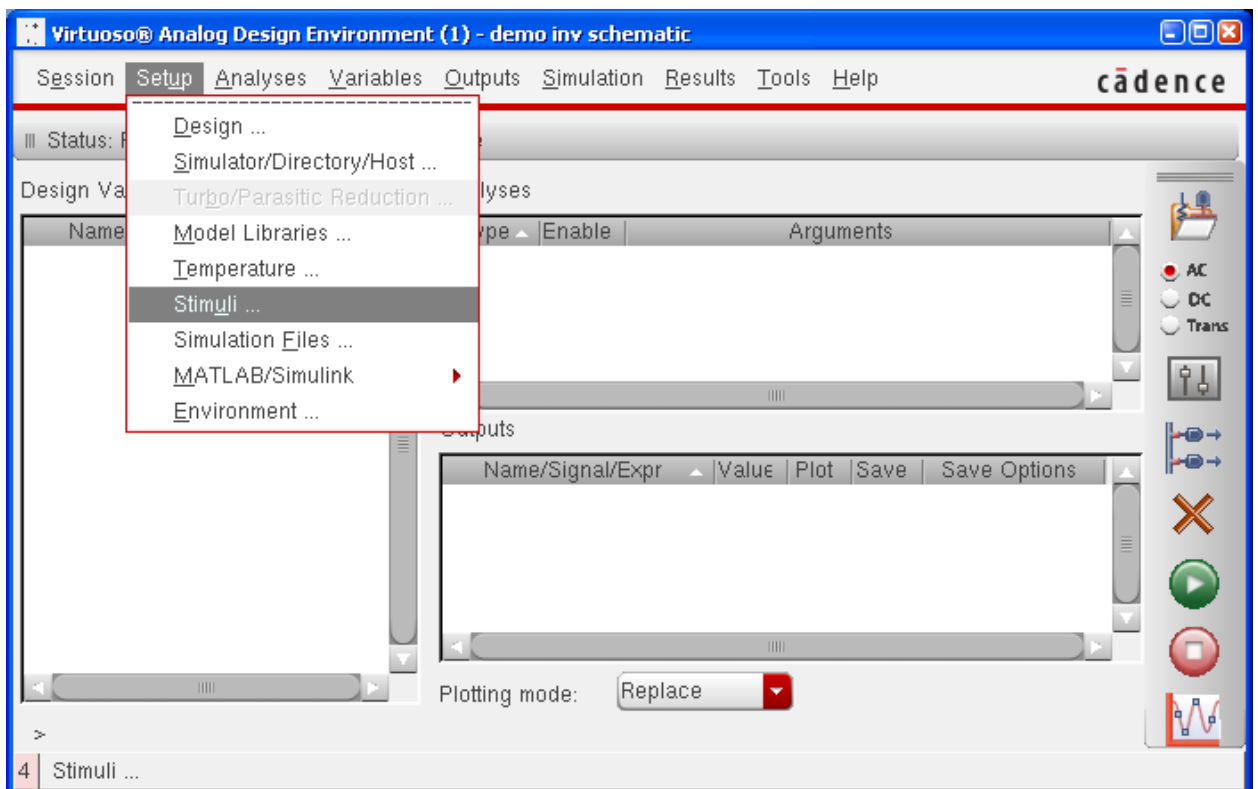 Virtuoso® Analog Design Environment (1) - demo inv schematic
Session Setup Analyses Variables Outputs Simulation Results Tools Help cādence
Status:
Design ...
Simulator/Directory/Host ...
Turbo/Parasitic Reduction ...
Model Libraries ...
Temperature ...
Stimuli ...
Simulation Files ...
MATLAB/Simulink
Environment ...
Design Va
lyses
Name
ype Enable Arguments
AC
DC
Trans
Outputs
Name/Signal/Expr Value Plot Save Save Options
Plotting mode: Replace
>
4 Stimuli ...